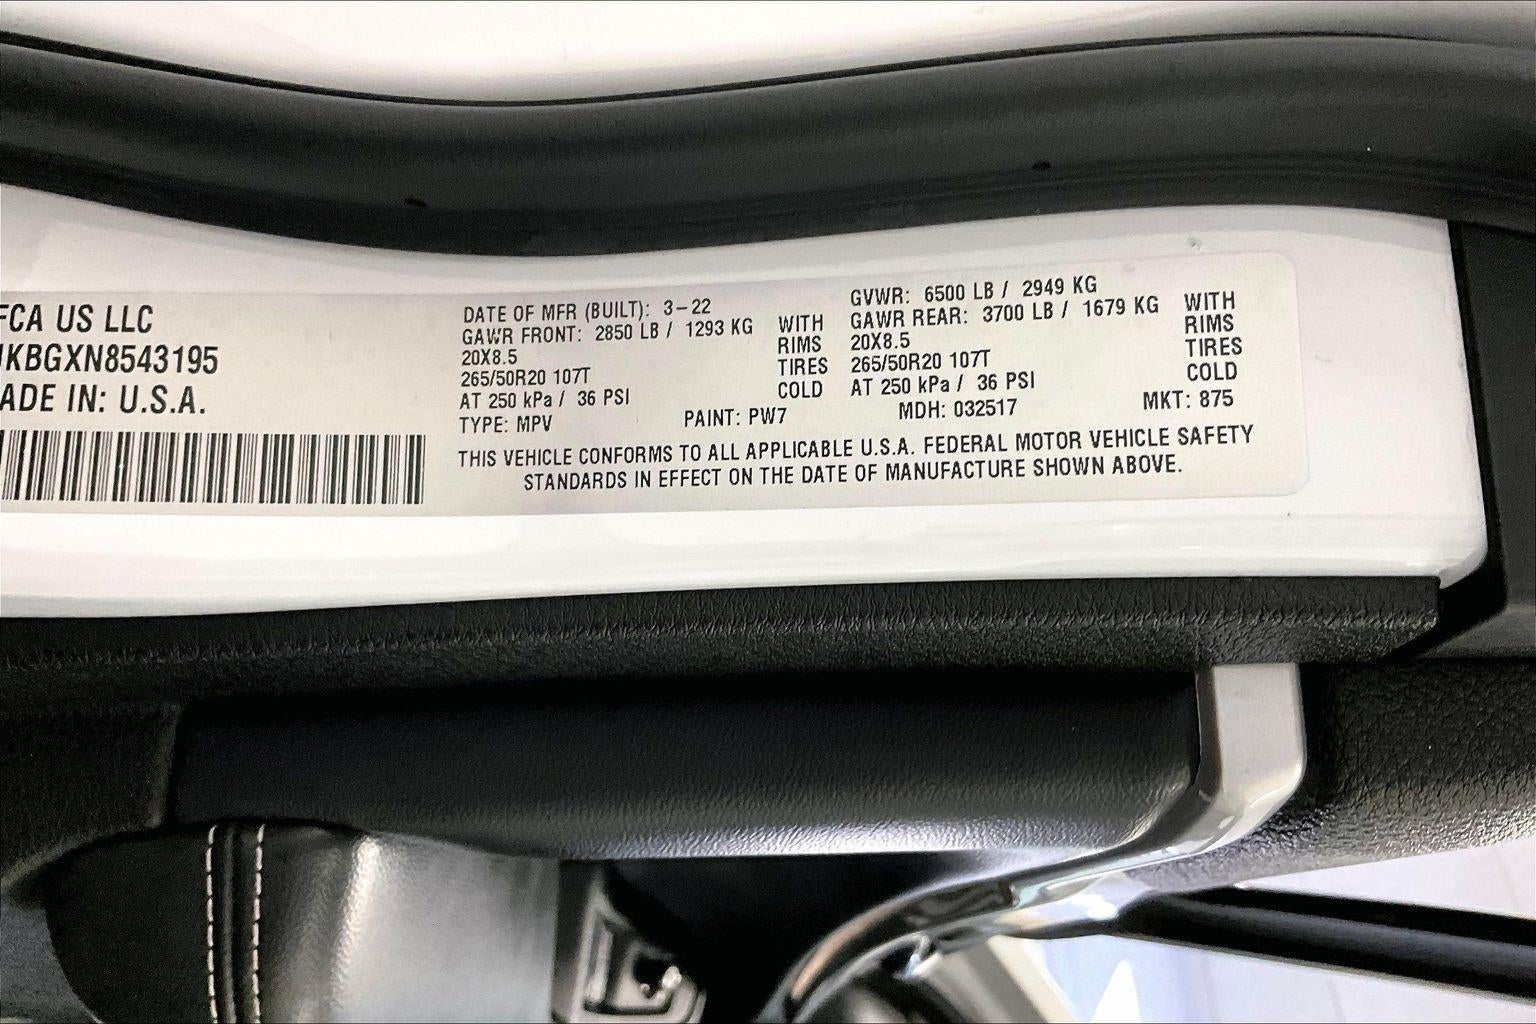 FCA US LLC
KBGXN8543195
MADE IN: U.S.A.
DATE OF MFR (BUILT): 3-22
GAWR FRONT: 2850 LB / 1293 KG WITH
20X8.5 RIMS
265/50R20 107T TIRES
AT 250 kPa / 36 PSI COLD
GVWR: 6500 LB / 2949 KG
GAWR REAR: 3700 LB / 1679 KG WITH
20X8.5 RIMS
265/50R20 107T TIRES
AT 250 kPa / 36 PSI COLD
TYPE: MPV PAINT: PW7 MDH: 032517 MKT: 875
THIS VEHICLE CONFORMS TO ALL APPLICABLE U.S.A. FEDERAL MOTOR VEHICLE SAFETY
STANDARDS IN EFFECT ON THE DATE OF MANUFACTURE SHOWN ABOVE.